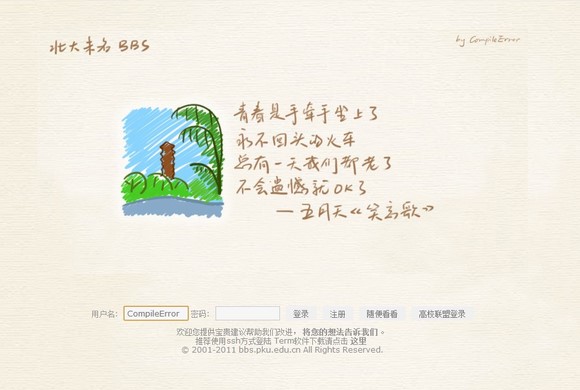 北大未名 BBS
by CompileError
青春是手牵手坐上了
永不回头的火车
总有一天我们都老了
不会遗憾就OK了
—五月天《笑忘歌》
用户名: CompileError 密码: 登录 注册 随便看看 高校联盟登录
欢迎您提供宝贵建议帮助我们改进，将您的想法告诉我们。
推荐使用ssh方式登陆 Term软件下载请点击 这里
© 2001-2011 bbs.pku.edu.cn All Rights Reserved.